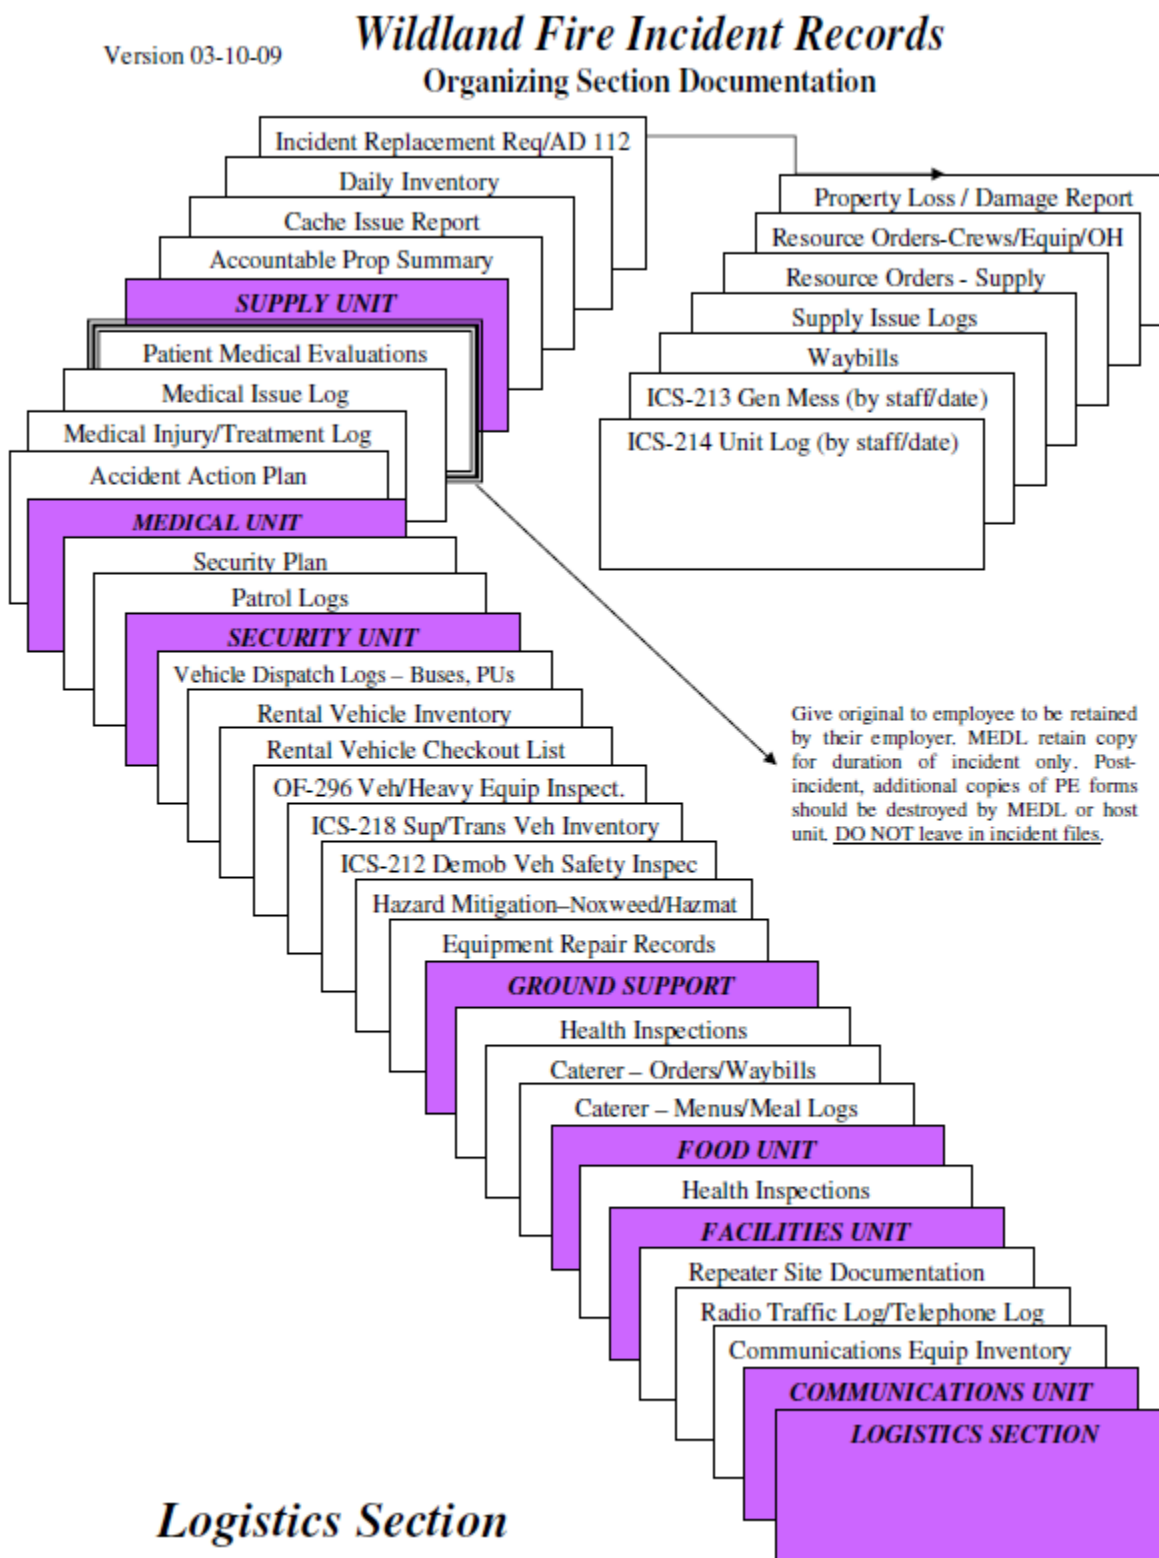 Wildland Fire Incident Records
Version 03-10-09
Organizing Section Documentation
Incident Replacement Req/AD 112
Daily Inventory
Cache Issue Report
Accountable Prop Summary
SUPPLY UNIT
Patient Medical Evaluations
Medical Issue Log
Medical Injury/Treatment Log
Accident Action Plan
MEDICAL UNIT
Security Plan
Patrol Logs
SECURITY UNIT
Vehicle Dispatch Logs – Buses, PUs
Rental Vehicle Inventory
Rental Vehicle Checkout List
OF-296 Veh/Heavy Equip Inspect.
ICS-218 Sup/Trans Veh Inventory
ICS-212 Demob Veh Safety Inspec
Hazard Mitigation–Noxweed/Hazmat
Equipment Repair Records
GROUND SUPPORT
Health Inspections
Caterer – Orders/Waybills
Caterer – Menus/Meal Logs
FOOD UNIT
Health Inspections
FACILITIES UNIT
Repeater Site Documentation
Radio Traffic Log/Telephone Log
Communications Equip Inventory
COMMUNICATIONS UNIT
LOGISTICS SECTION
Property Loss / Damage Report
Resource Orders-Crews/Equip/OH
Resource Orders - Supply
Supply Issue Logs
Waybills
ICS-213 Gen Mess (by staff/date)
ICS-214 Unit Log (by staff/date)
Give original to employee to be retained
by their employer. MEDL retain copy
for duration of incident only. Post-
incident, additional copies of PE forms
should be destroyed by MEDL or host
unit. DO NOT leave in incident files.
Logistics Section